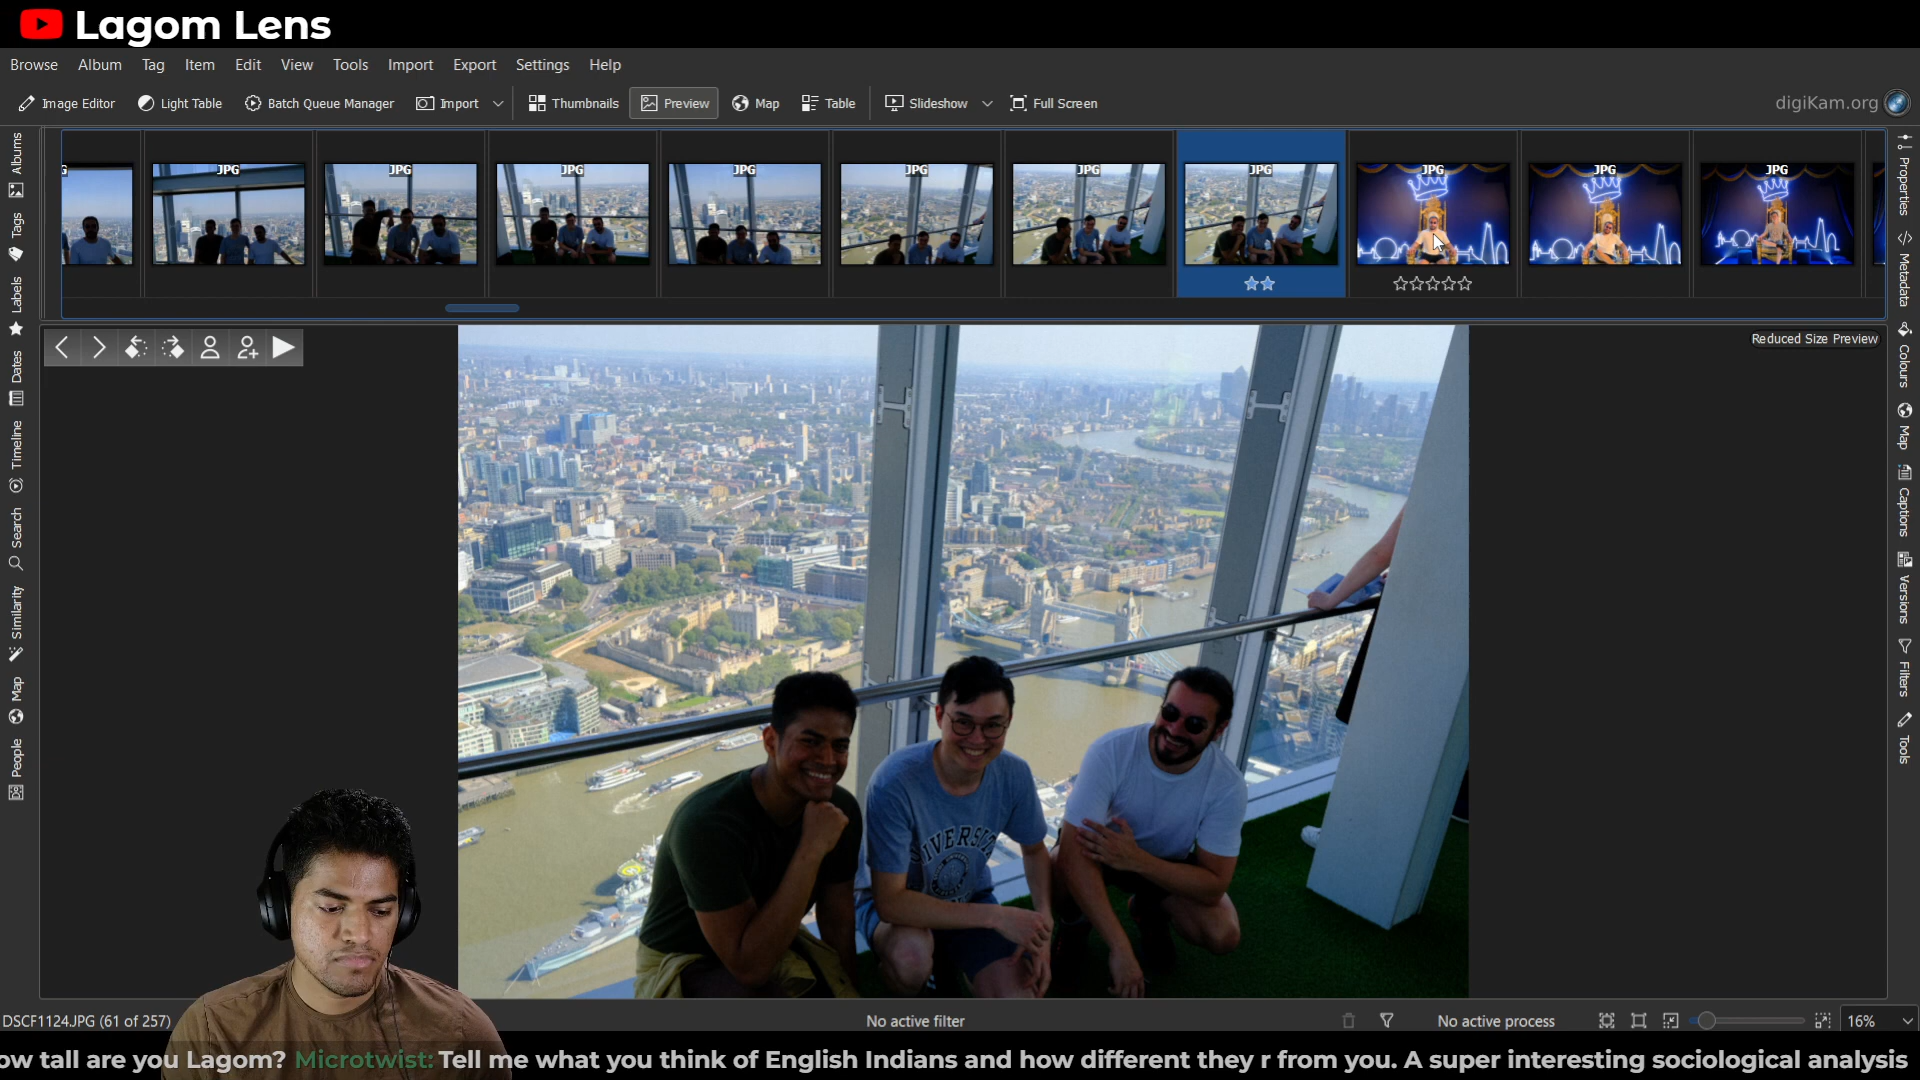 Lagom Lens
Browse Album Tag Item Edit View Tools Import Export Settings Help
Image Editor Light Table Batch Queue Manager Import Thumbnails Preview Map Table Slideshow Full Screen digiKam.org
JPG JPG JPG JPG JPG JPG JPG JPG JPG JPG
Albums
Tags
Labels
Dates
Timeline
Search
Similarity
Map
People
Reduced Size Preview
Properties
Metadata
Colours
Map
Captions
Versions
Filters
Tools
IVERSI
DSCF1124.JPG (61 of 257) No active filter No active process 16%
ow tall are you Lagom? Microtwist: Tell me what you think of English Indians and how different they r from you. A super interesting sociological analysis